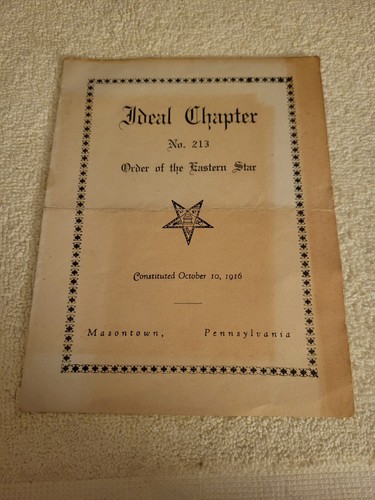 Ideal Chapter
No. 213
Order of the Eastern Star
Constituted October 10, 1916
Masontown, Pennsylvania